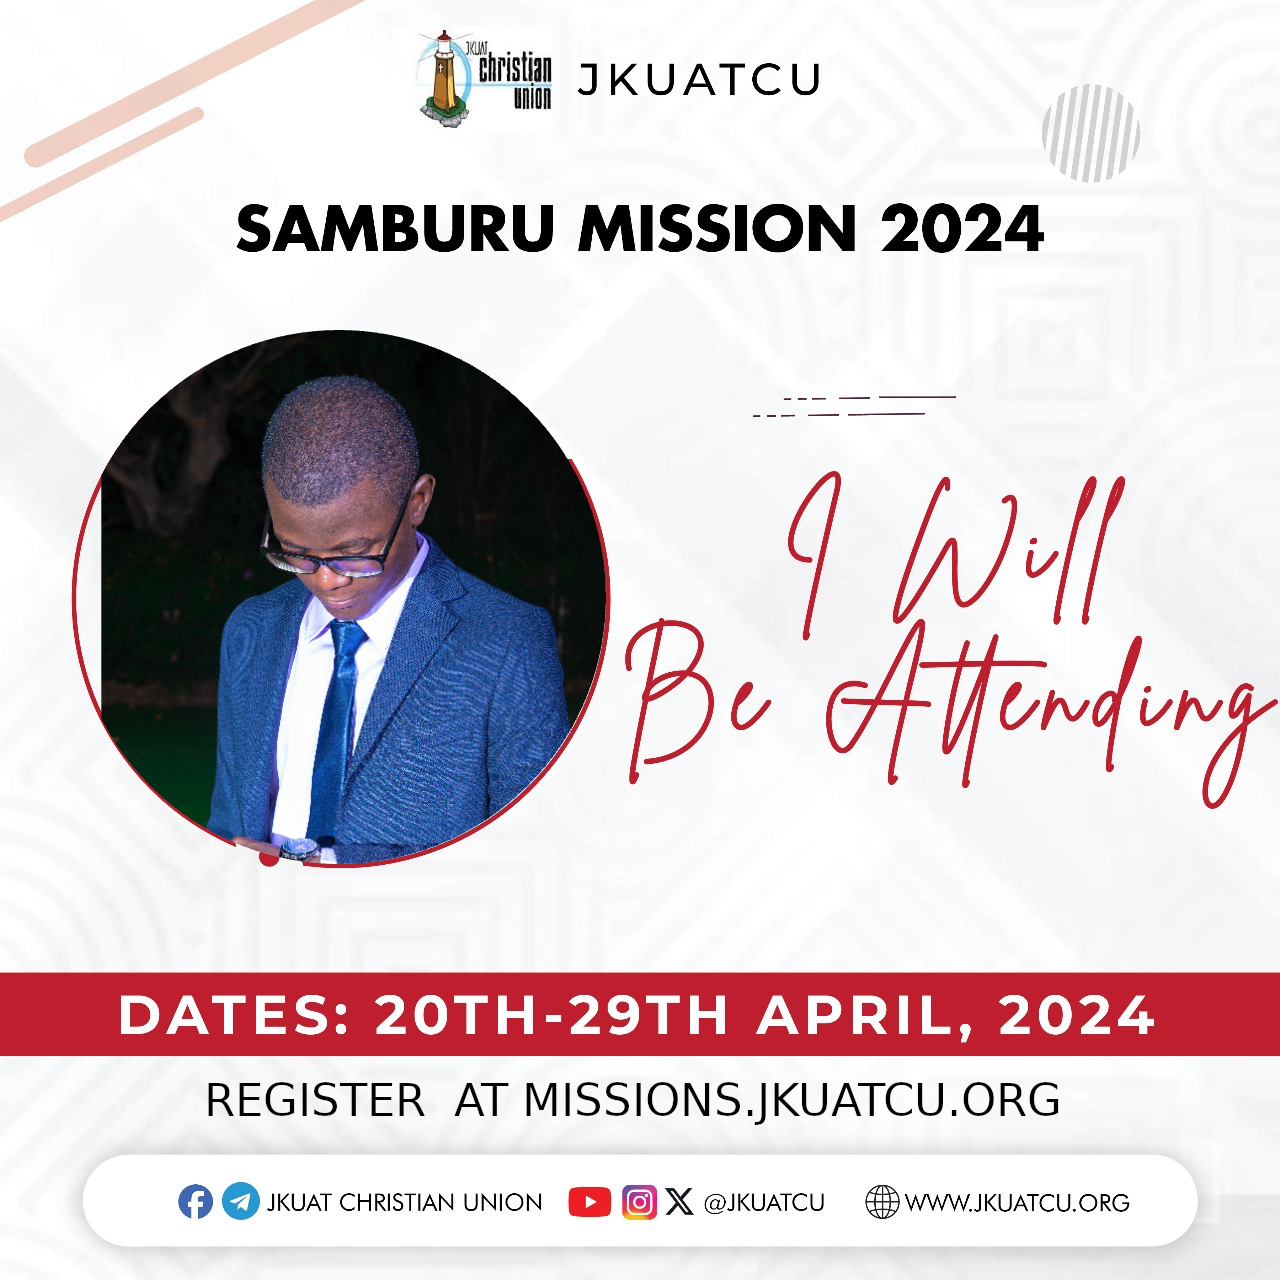 JKUAT
christian
union
JKUATCU
SAMBURU MISSION 2024
I Will
Be Attending
DATES: 20TH-29TH APRIL, 2024
REGISTER  AT MISSIONS.JKUATCU.ORG
JKUAT CHRISTIAN UNION @JKUATCU WWW.JKUATCU.ORG